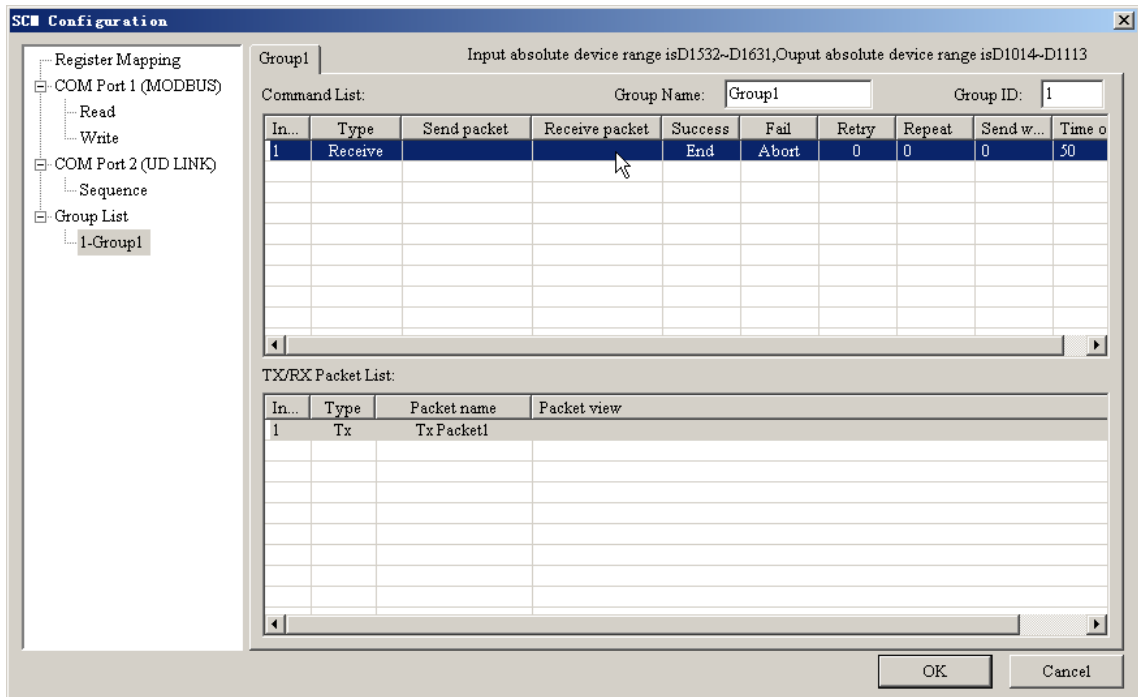 SCM Configuration
Register Mapping
COM Port 1 (MODBUS)
Read
Write
COM Port 2 (UD LINK)
Sequence
Group List
1-Group1
Group1
Input absolute device range isD1532~D1631,Ouput absolute device range isD1014~D1113
Command List: Group Name: Group1 Group ID: 1
In... Type Send packet Receive packet Success Fail Retry Repeat Send w... Time o
1 Receive End Abort 0 0 0 50
TX/RX Packet List:
In... Type Packet name Packet view
1 Tx TxPacket1
OK Cancel